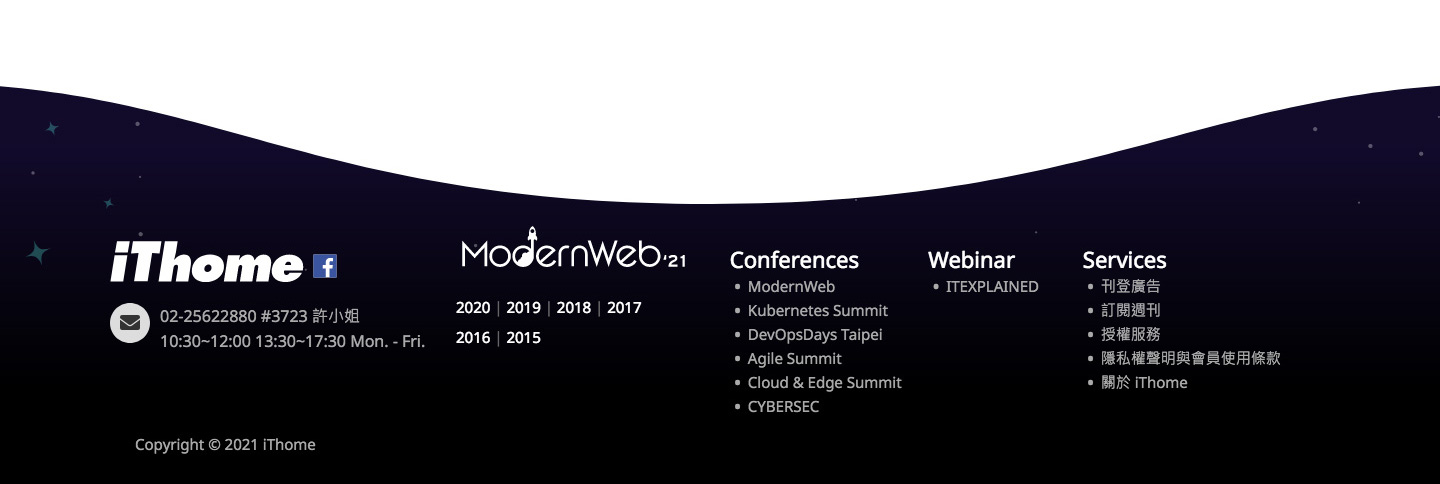 iThome
02-25622880 #3723 許小姐
10:30~12:00 13:30~17:30 Mon. - Fri.
ModernWeb '21
2020 | 2019 | 2018 | 2017
2016 | 2015
Conferences
ModernWeb
Kubernetes Summit
DevOpsDays Taipei
Agile Summit
Cloud & Edge Summit
CYBERSEC
Webinar
ITEXPLAINED
Services
刊登廣告
訂閱週刊
授權服務
隱私權聲明與會員使用條款
關於 iThome
Copyright © 2021 iThome